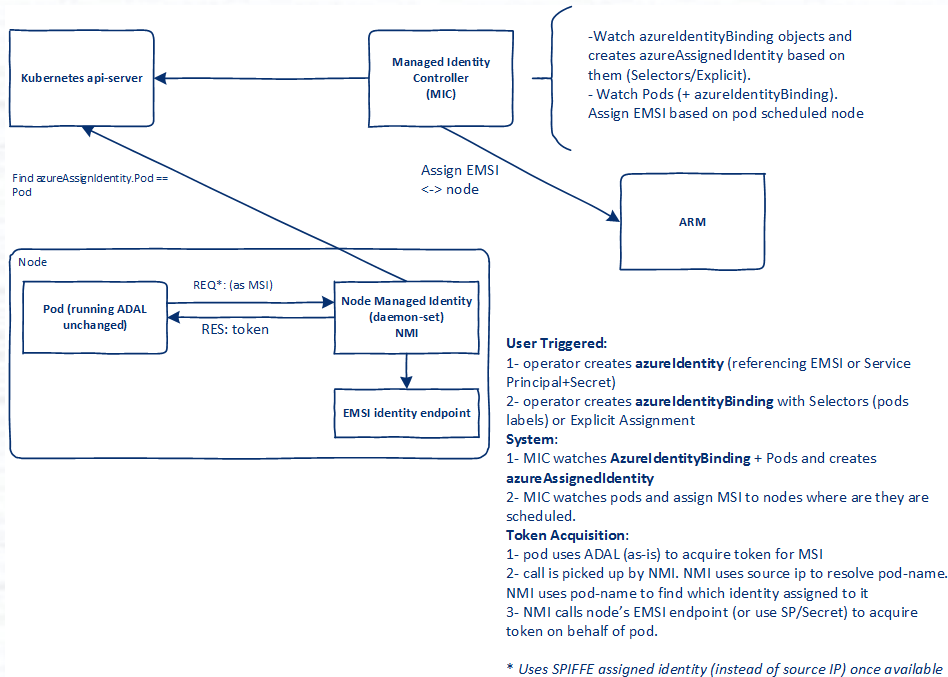 Kubernetes api-server
Managed Identity
Controller
(MIC)
-Watch azureIdentityBinding objects and
creates azureAssignedIdentity based on
them (Selectors/Explicit).
- Watch Pods (+ azureIdentityBinding).
Assign EMSI based on pod scheduled node
Find azureAssignIdentity.Pod ==
Pod
Assign EMSI
<-> node
ARM
Node
Pod (running ADAL
unchanged)
REQ*: (as MSI)
RES: token
Node Managed Identity
(daemon-set)
NMI
EMSI identity endpoint
User Triggered:
1- operator creates azureIdentity (referencing EMSI or Service
Principal+Secret)
2- operator creates azureIdentityBinding with Selectors (pods
labels) or Explicit Assignment
System:
1- MIC watches AzureIdentityBinding + Pods and creates
azureAssignedIdentity
2- MIC watches pods and assign MSI to nodes where are they are
scheduled.
Token Acquisition:
1- pod uses ADAL (as-is) to acquire token for MSI
2- call is picked up by NMI. NMI uses source ip to resolve pod-name.
NMI uses pod-name to find which identity assigned to it
3- NMI calls node's EMSI endpoint (or use SP/Secret) to acquire
token on behalf of pod.
* Uses SPIFFE assigned identity (instead of source IP) once available